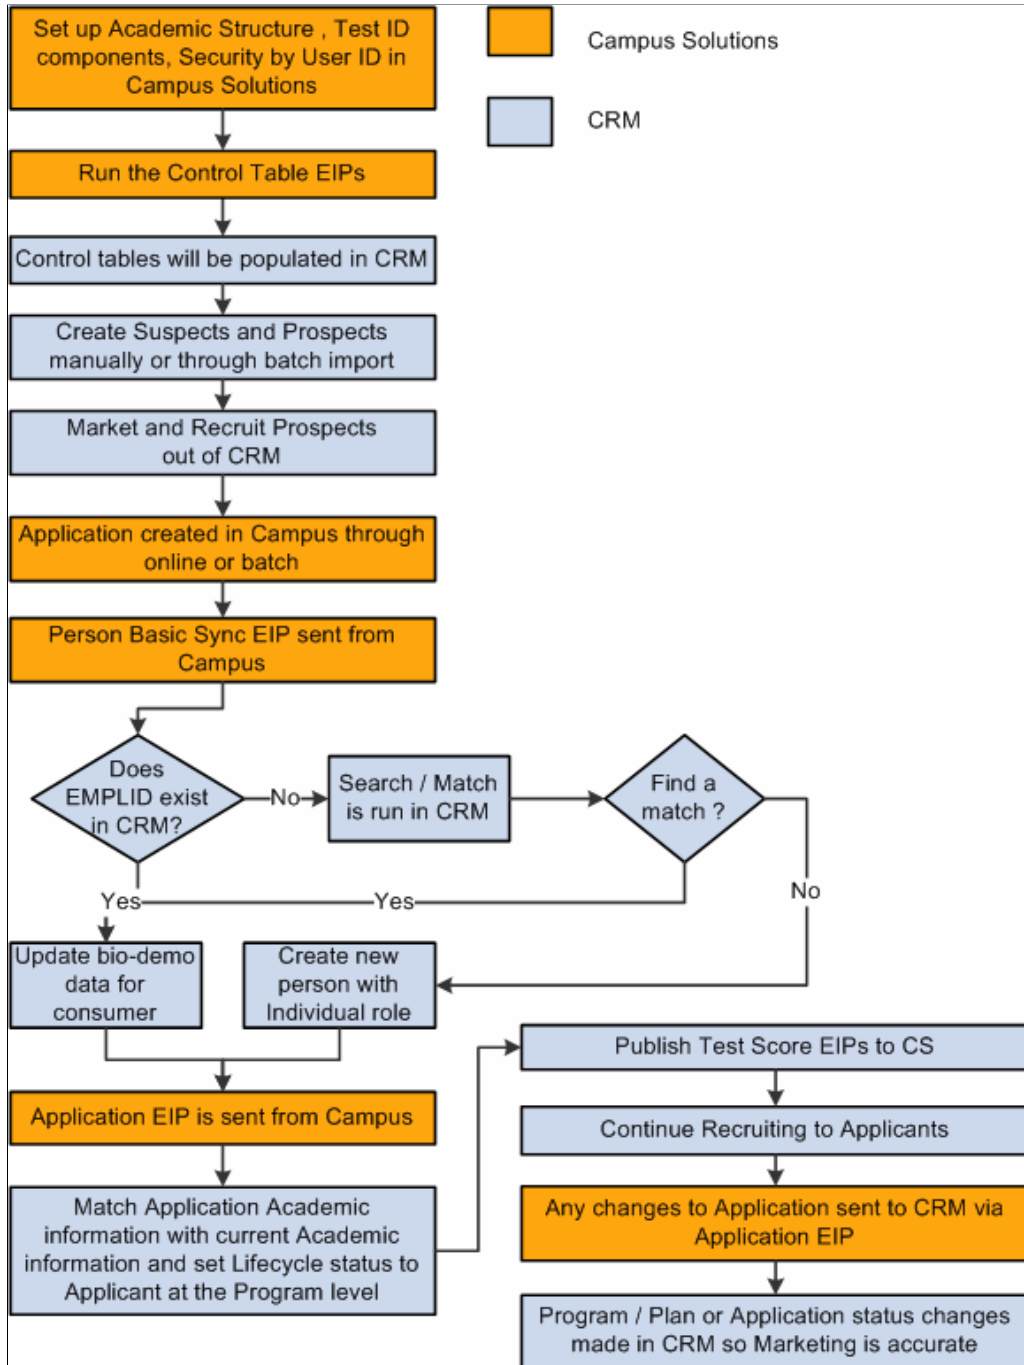 Set up Academic Structure , Test ID
components, Security by User ID in
Campus Solutions
Campus Solutions
CRM
Run the Control Table EIPs
Control tables will be populated in CRM
Create Suspects and Prospects
manually or through batch import
Market and Recruit Prospects
out of CRM
Application created in Campus through
online or batch
Person Basic Sync EIP sent from
Campus
Does
EMPLID exist
in CRM?
No
Search / Match
is run in CRM
Find a
match ?
Yes
Yes
No
Update bio-demo
data for
consumer
Create new
person with
Individual role
Application EIP is sent from Campus
Match Application Academic
information with current Academic
information and set Lifecycle status to
Applicant at the Program level
Publish Test Score EIPs to CS
Continue Recruiting to Applicants
Any changes to Application sent to CRM via
Application EIP
Program / Plan or Application status changes
made in CRM so Marketing is accurate